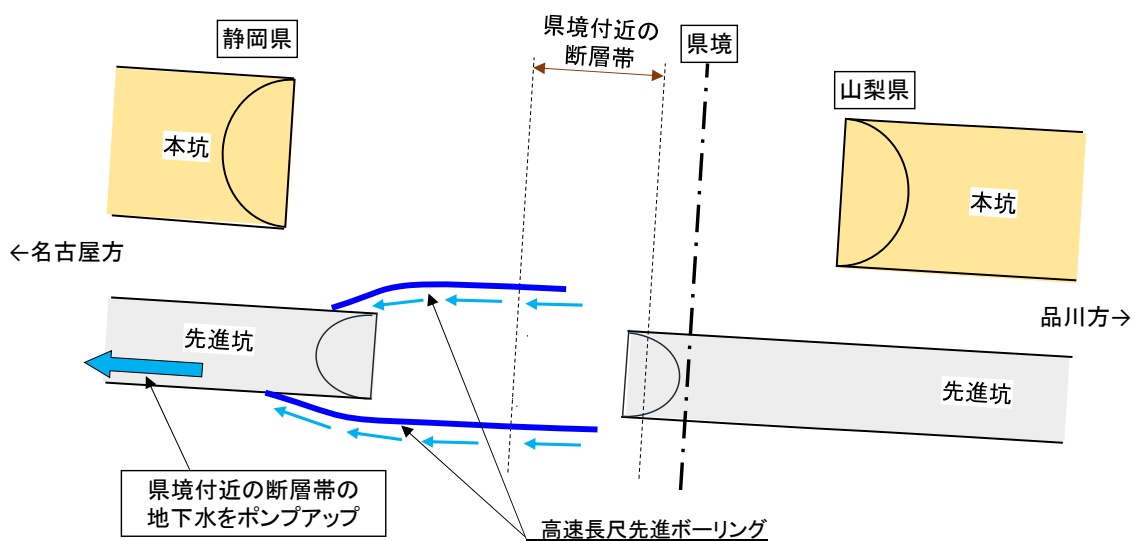 静岡県
県境付近の
断層帯
県境
山梨県
本坑
本坑
←名古屋方
品川方→
先進坑
先進坑
県境付近の断層帯の
地下水をポンプアップ
高速長尺先進ボーリング